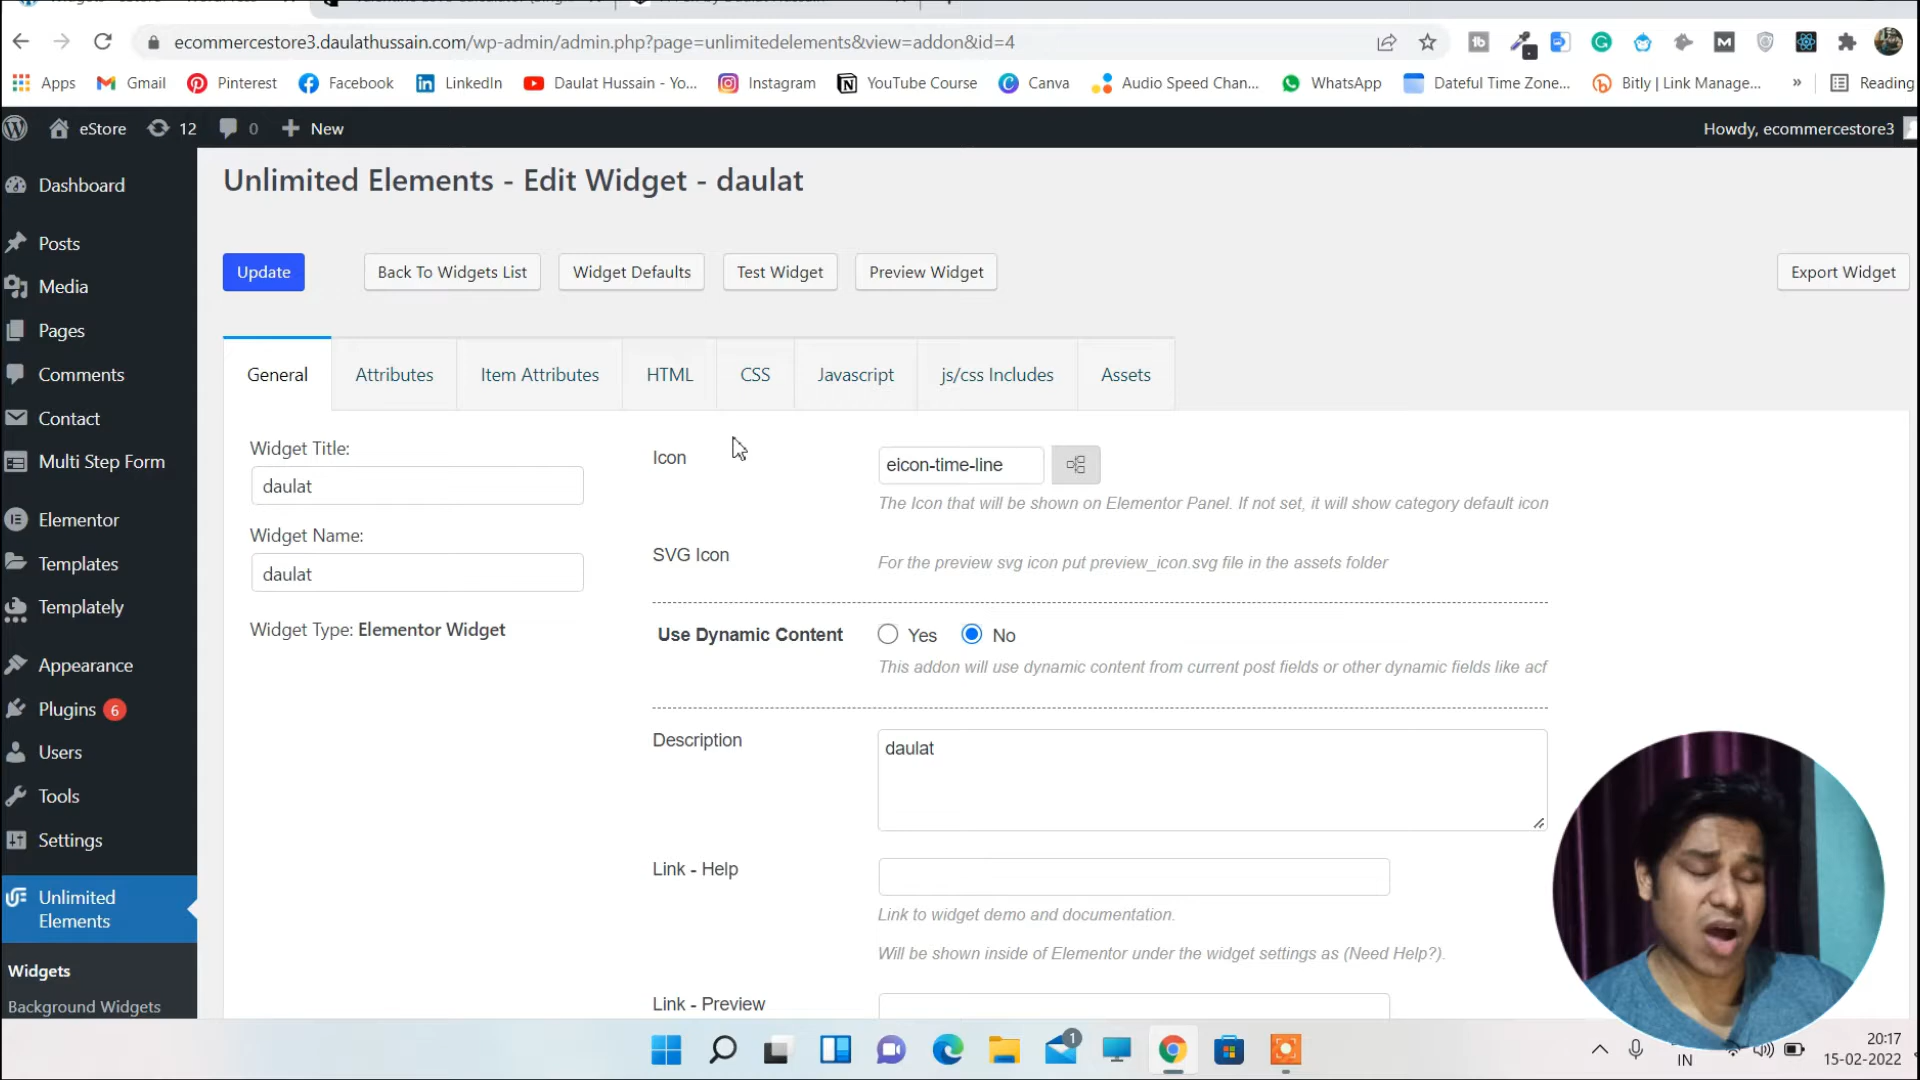 ecommercestore3.daulathussain.com/wp-admin/admin.php?page=unlimitedelements&view=addon&id=4
Apps Gmail Pinterest Facebook LinkedIn Daulat Hussain - Yo... Instagram YouTube Course Canva Audio Speed Chan... WhatsApp Dateful Time Zone... Bitly | Link Manage... » Reading
eStore 12 0 New Howdy, ecommercestore3
Dashboard
Posts
Media
Pages
Comments
Contact
Multi Step Form
Elementor
Templates
Templately
Appearance
Plugins 6
Users
Tools
Settings
Unlimited
Elements
Widgets
Background Widgets
Unlimited Elements - Edit Widget - daulat
Update Back To Widgets List Widget Defaults Test Widget Preview Widget Export Widget
General Attributes Item Attributes HTML CSS Javascript js/css Includes Assets
Widget Title:
daulat
Widget Name:
daulat
Widget Type: Elementor Widget
Icon eicon-time-line
The Icon that will be shown on Elementor Panel. If not set, it will show category default icon
SVG Icon For the preview svg icon put preview_icon.svg file in the assets folder
Use Dynamic Content Yes No
This addon will use dynamic content from current post fields or other dynamic fields like acf
Description daulat
Link - Help
Link to widget demo and documentation.
Will be shown inside of Elementor under the widget settings as (Need Help?).
Link - Preview
1
IN
20:17
15-02-2022